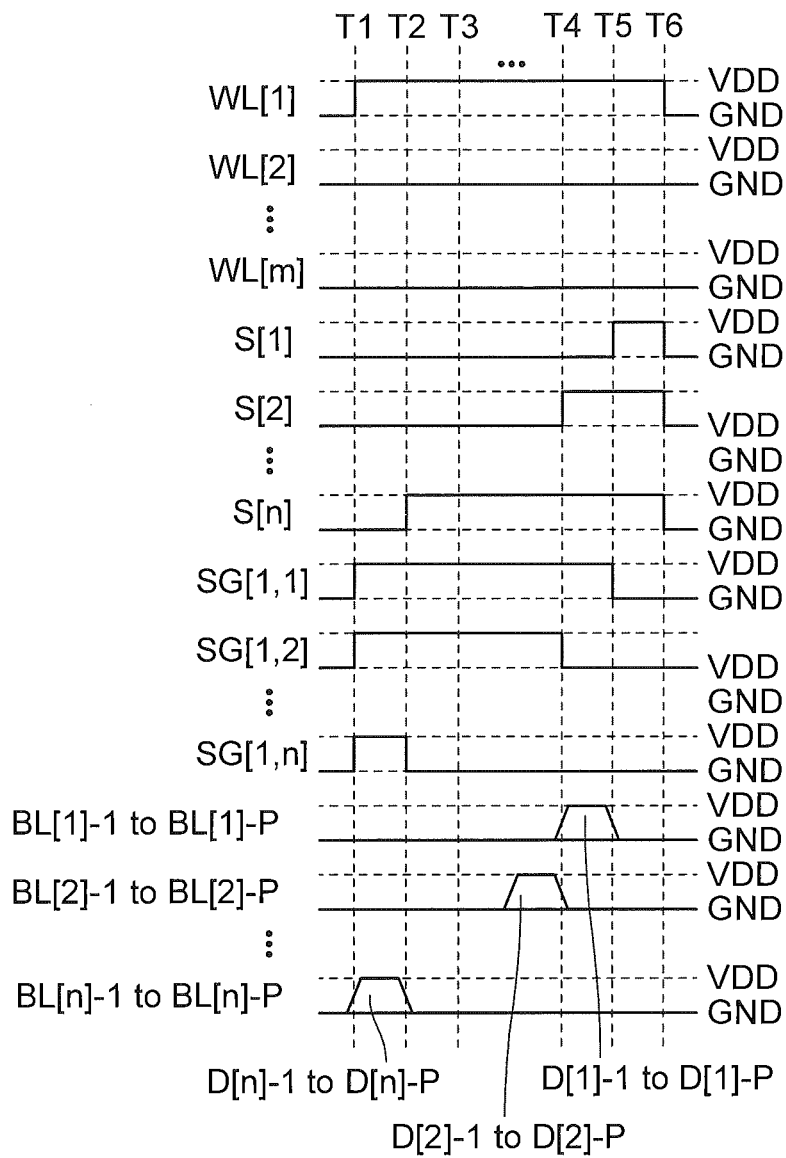 T1 T2 T3 T4 T5 T6
...
WL[1] VDD
GND
WL[2] VDD
GND
⋮
WL[m] VDD
GND
S[1] VDD
GND
S[2] VDD
⋮ GND
S[n] VDD
GND
SG[1,1] VDD
GND
SG[1,2] VDD
⋮ GND
SG[1,n] VDD
GND
BL[1]-1 to BL[1]-P VDD
GND
BL[2]-1 to BL[2]-P VDD
GND
⋮
BL[n]-1 to BL[n]-P VDD
GND
D[n]-1 to D[n]-P D[1]-1 to D[1]-P
D[2]-1 to D[2]-P